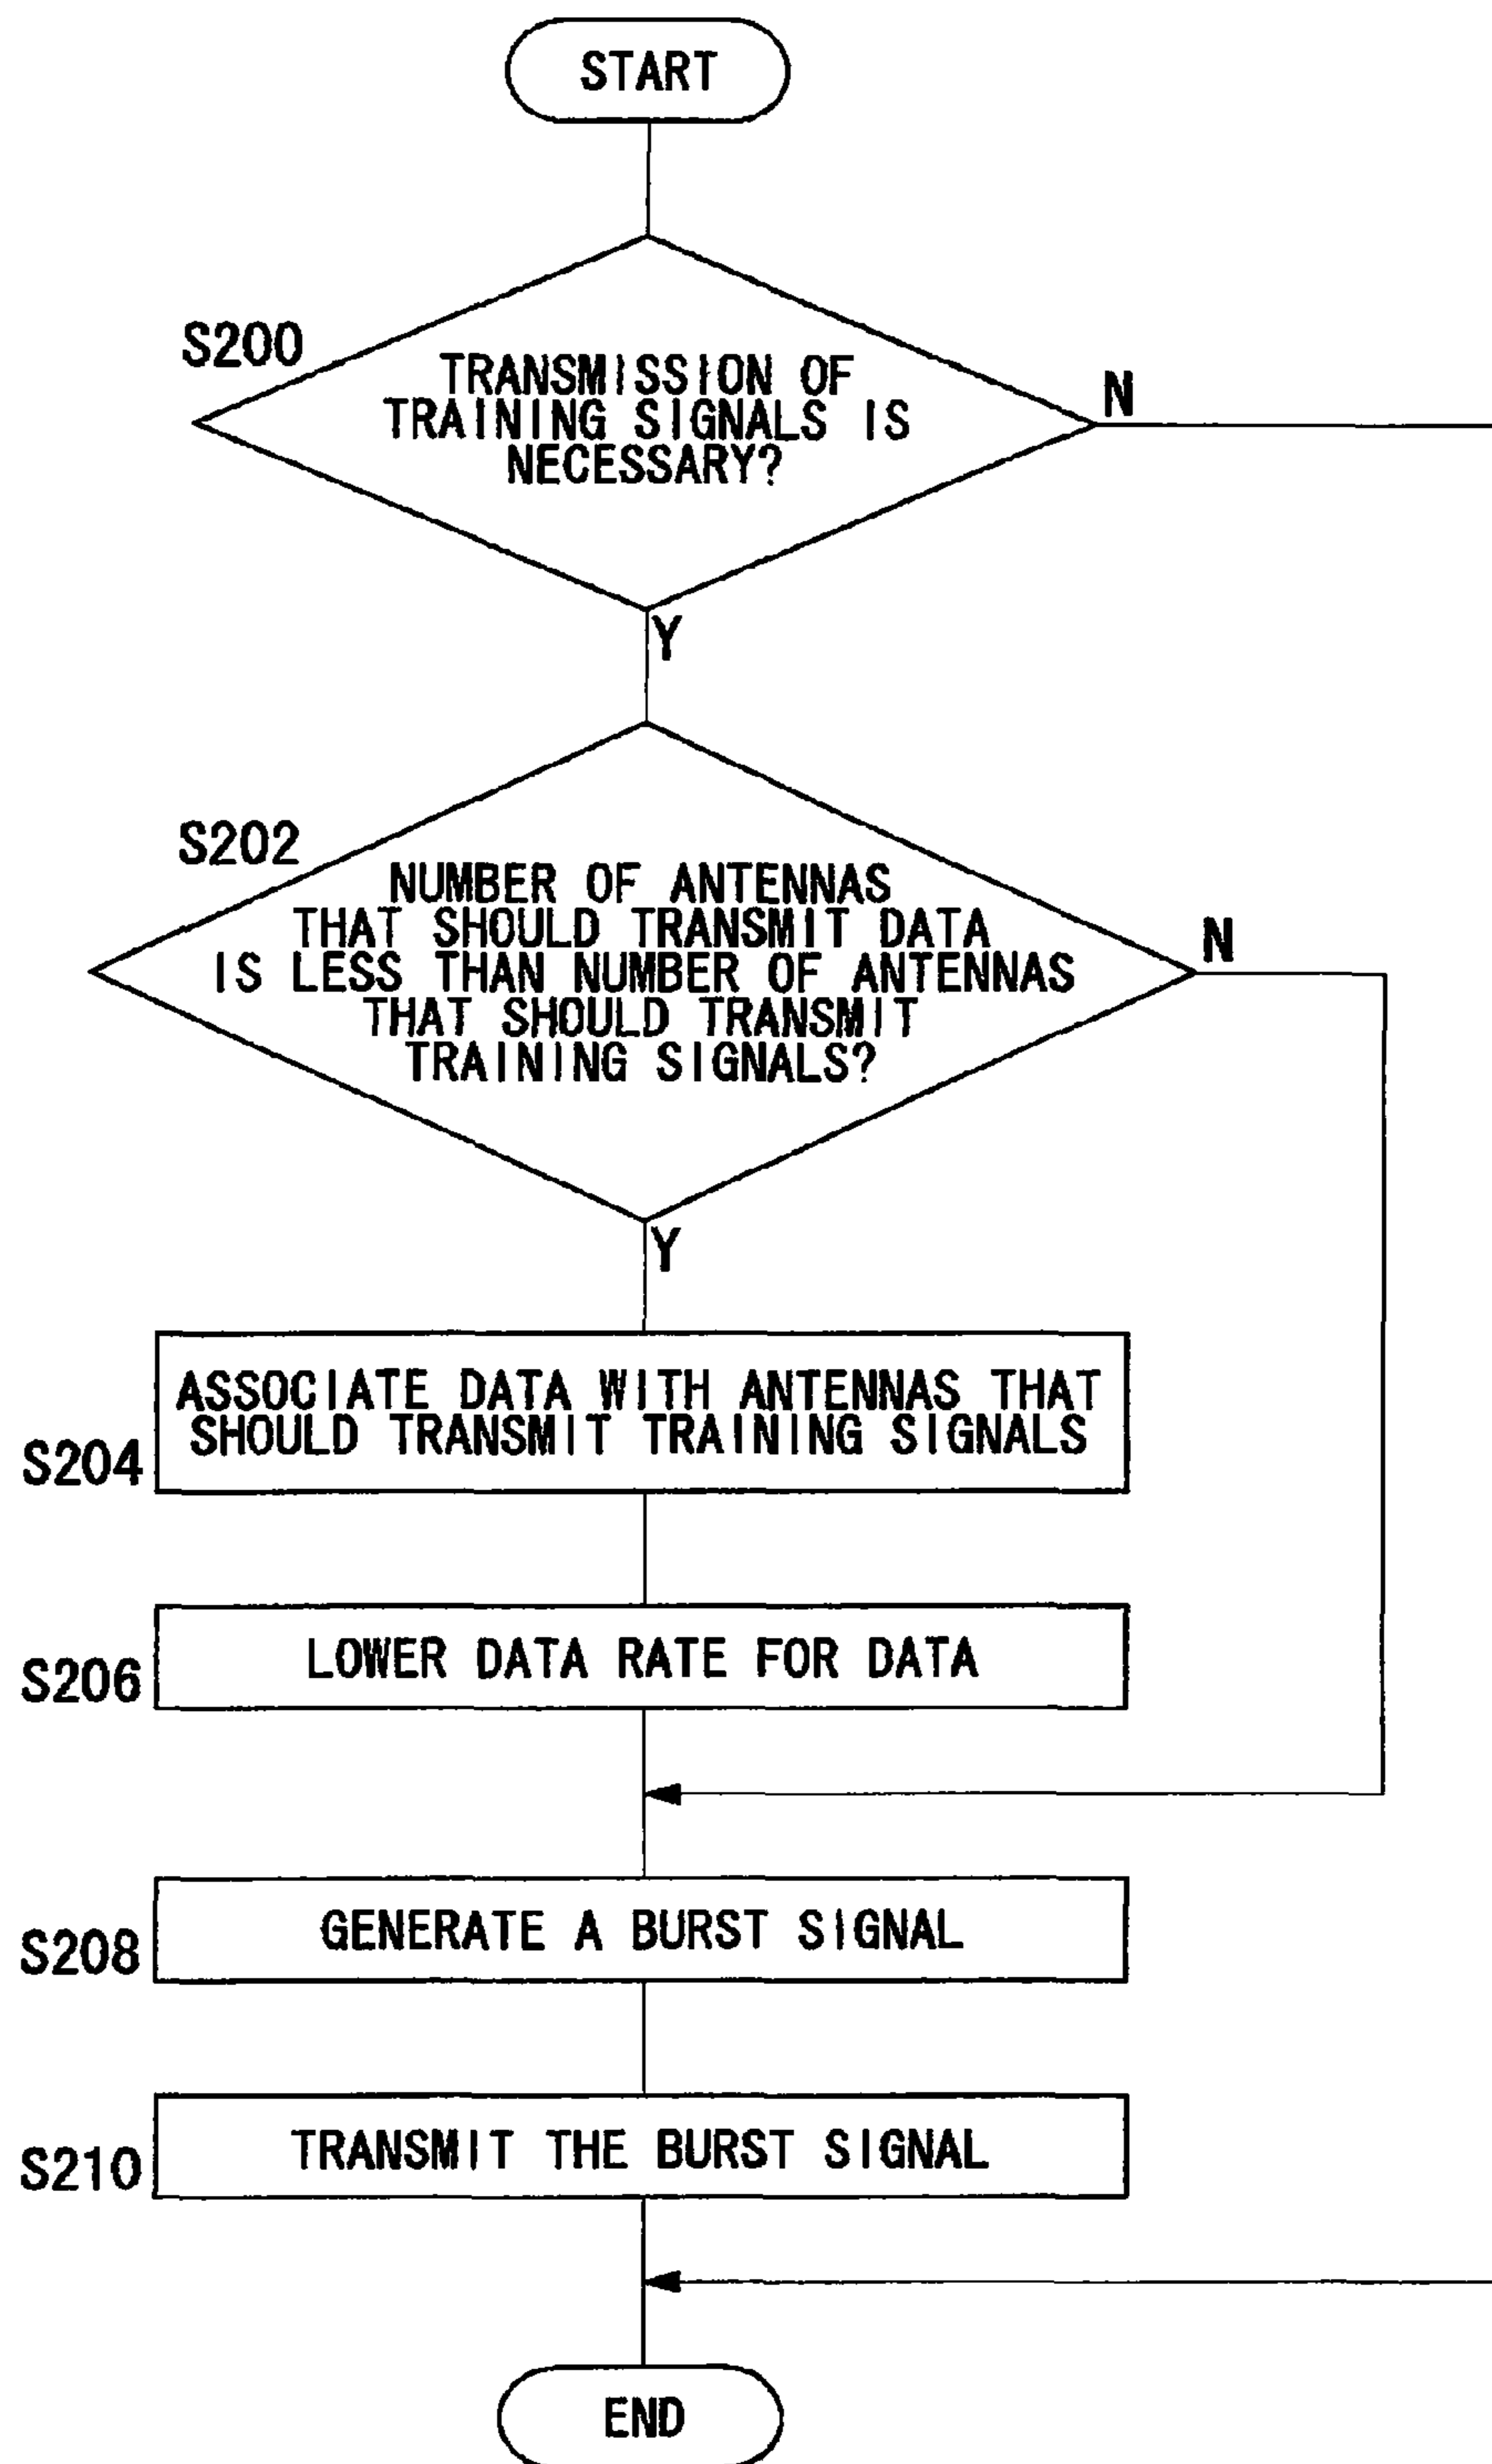 START
S200
TRANSMISSION OF
TRAINING SIGNALS IS
NECESSARY?
N
Y
S202
NUMBER OF ANTENNAS
THAT SHOULD TRANSMIT DATA
IS LESS THAN NUMBER OF ANTENNAS
THAT SHOULD TRANSMIT
TRAINING SIGNALS?
N
Y
ASSOCIATE DATA WITH ANTENNAS THAT
SHOULD TRANSMIT TRAINING SIGNALS
S204
LOWER DATA RATE FOR DATA
S206
GENERATE A BURST SIGNAL
S208
TRANSMIT THE BURST SIGNAL
S210
END